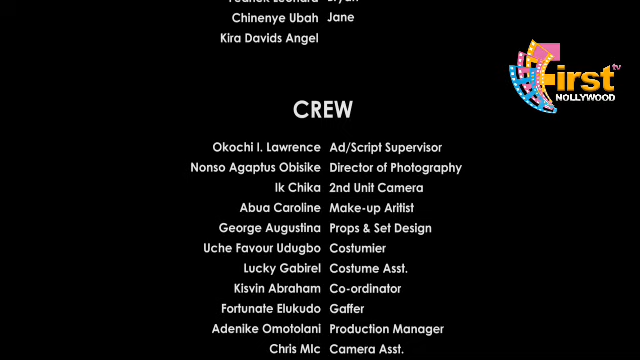 Bryan
Chinenye Ubah Jane
Kira Davids Angel
First tv
NOLLYWOOD
CREW
Okochi I. Lawrence Ad/Script Supervisor
Nonso Agaptus Obisike Director of Photography
Ik Chika 2nd Unit Camera
Abua Caroline Make-up Aritist
George Augustina Props & Set Design
Uche Favour Udugbo Costumier
Lucky Gabirel Costume Asst.
Kisvin Abraham Co-ordinator
Fortunate Elukudo Gaffer
Adenike Omotolani Production Manager
Chris MIc Camera Asst.